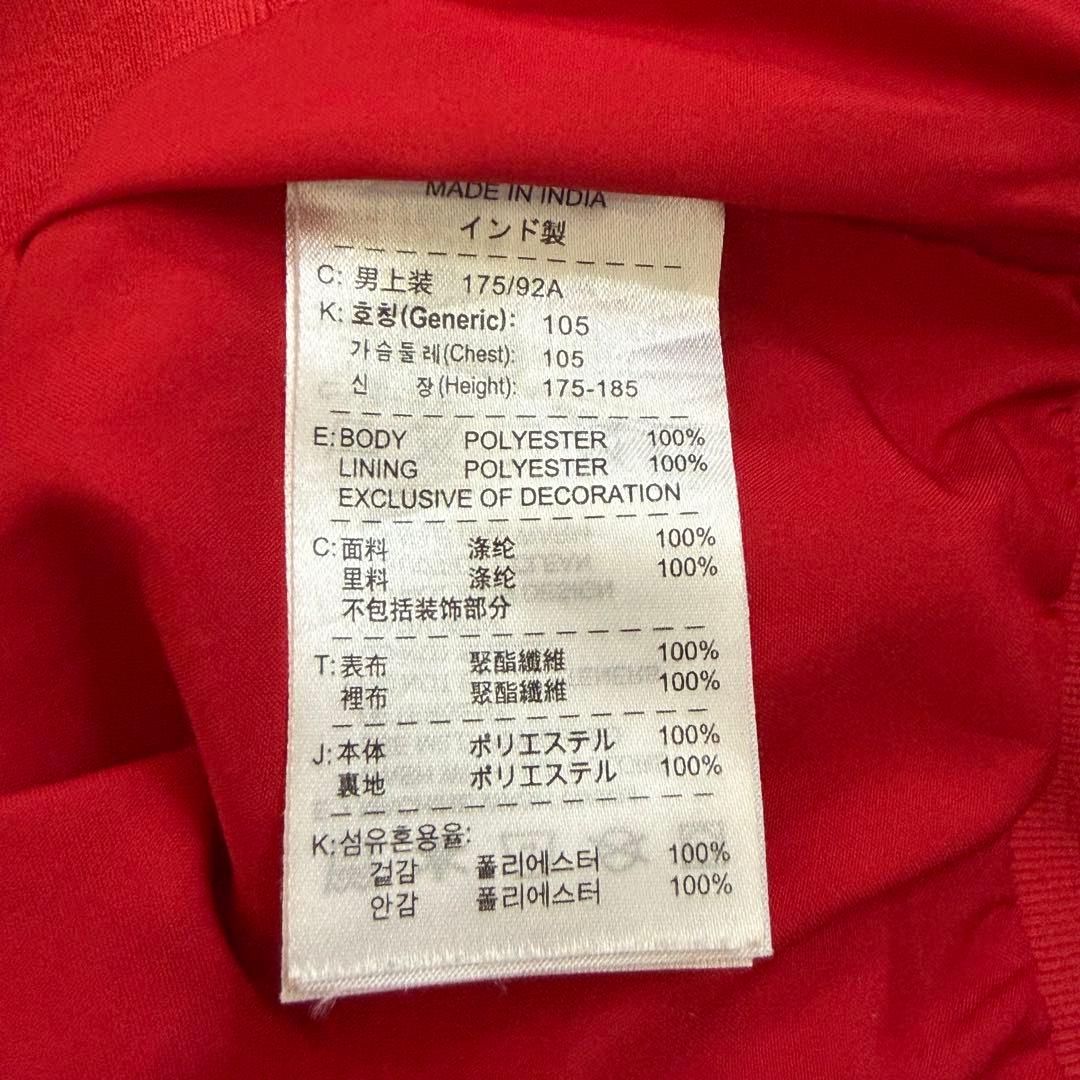 MADE IN INDIA
インド製
C: 男上装 175/92A
K: 호칭(Generic): 105
가슴둘레(Chest): 105
신 장(Height): 175-185
E: BODY POLYESTER 100%
LINING POLYESTER 100%
EXCLUSIVE OF DECORATION
C: 面料 涤纶 100%
里料 涤纶 100%
不包括装饰部分
T: 表布 聚酯纖維 100%
裡布 聚酯纖維 100%
J: 本体 ポリエステル 100%
裏地 ポリエステル 100%
K: 섬유혼용율:
겉감 폴리에스터 100%
안감 폴리에스터 100%